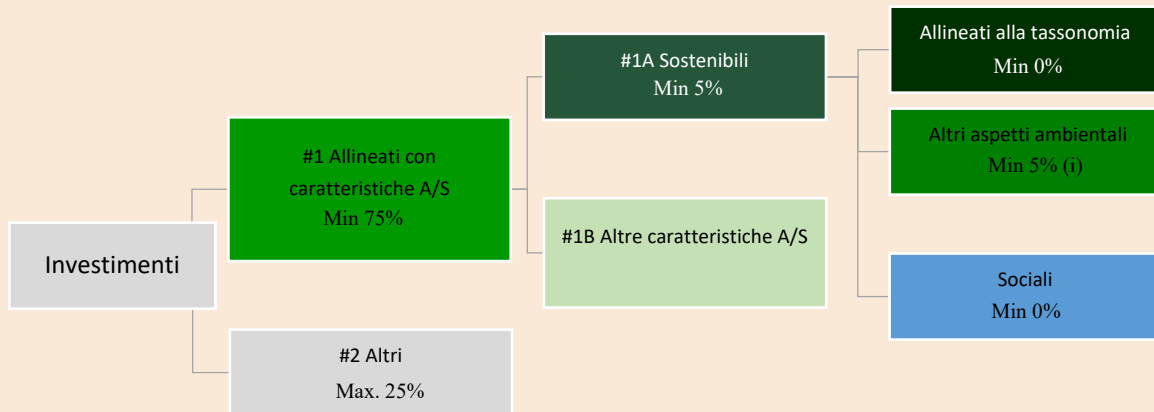 Investimenti
#1 Allineati con
caratteristiche A/S
Min 75%
#2 Altri
Max. 25%
#1A Sostenibili
Min 5%
#1B Altre caratteristiche A/S
Allineati alla tassonomia
Min 0%
Altri aspetti ambientali
Min 5% (i)
Sociali
Min 0%